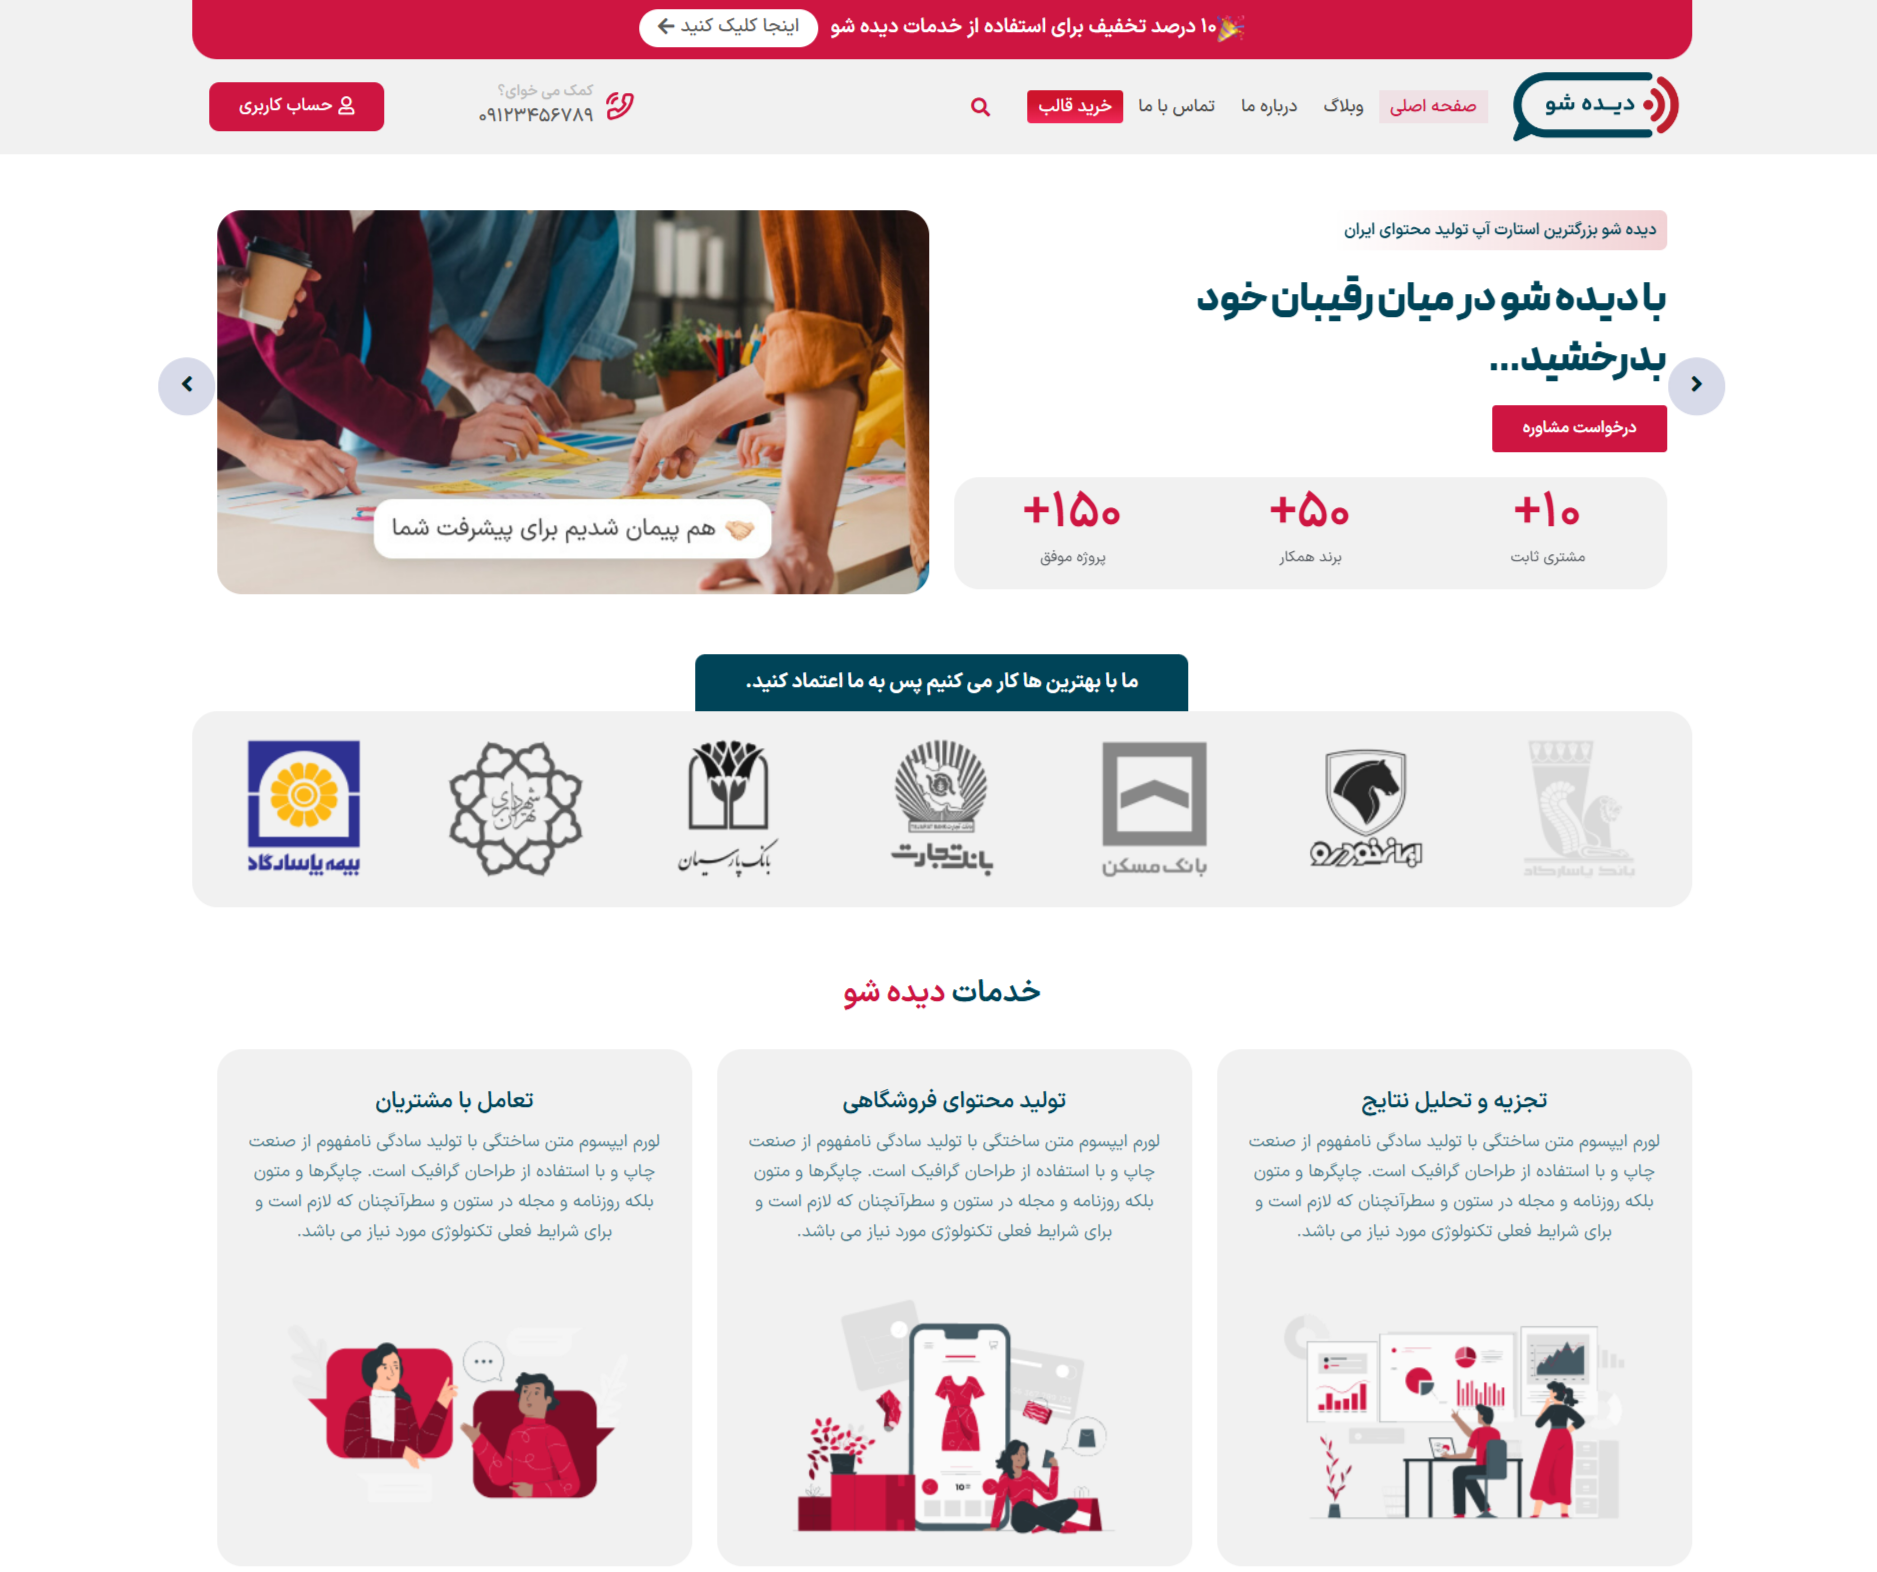 🎉۱۰ درصد تخفیف برای استفاده از خدمات دیده شو
اینجا کلیک کنید ←
دیـده شو
صفحه اصلی
وبلاگ
درباره ما
تماس با ما
خرید قالب
کمک می خوای؟
۰۹۱۲۳۴۵۶۷۸۹
حساب کاربری
دیده شو بزرگترین استارت آپ تولید محتوای ایران
با دیده شو در میان رقیبان خود
بدرخشید...
درخواست مشاوره
+۱۰
مشتری ثابت
+۵۰
برند همکار
+۱۵۰
پروژه موفق
🤝🏻 هم پیمان شدیم برای پیشرفت شما
ما با بهترین ها کار می کنیم پس به ما اعتماد کنید.
بانک پاسارگاد
ایران‌خودرو
بانک مسکن
بانک تجارت
بانک پارسیان
شهرداری تهران
بیمه پاسارگاد
خدمات دیده شو
تجزیه و تحلیل نتایج
لورم ایپسوم متن ساختگی با تولید سادگی نامفهوم از صنعت
چاپ و با استفاده از طراحان گرافیک است. چاپگرها و متون
بلکه روزنامه و مجله در ستون و سطرآنچنان که لازم است و
برای شرایط فعلی تکنولوژی مورد نیاز می باشد.
تولید محتوای فروشگاهی
لورم ایپسوم متن ساختگی با تولید سادگی نامفهوم از صنعت
چاپ و با استفاده از طراحان گرافیک است. چاپگرها و متون
بلکه روزنامه و مجله در ستون و سطرآنچنان که لازم است و
برای شرایط فعلی تکنولوژی مورد نیاز می باشد.
10
تعامل با مشتریان
لورم ایپسوم متن ساختگی با تولید سادگی نامفهوم از صنعت
چاپ و با استفاده از طراحان گرافیک است. چاپگرها و متون
بلکه روزنامه و مجله در ستون و سطرآنچنان که لازم است و
برای شرایط فعلی تکنولوژی مورد نیاز می باشد.